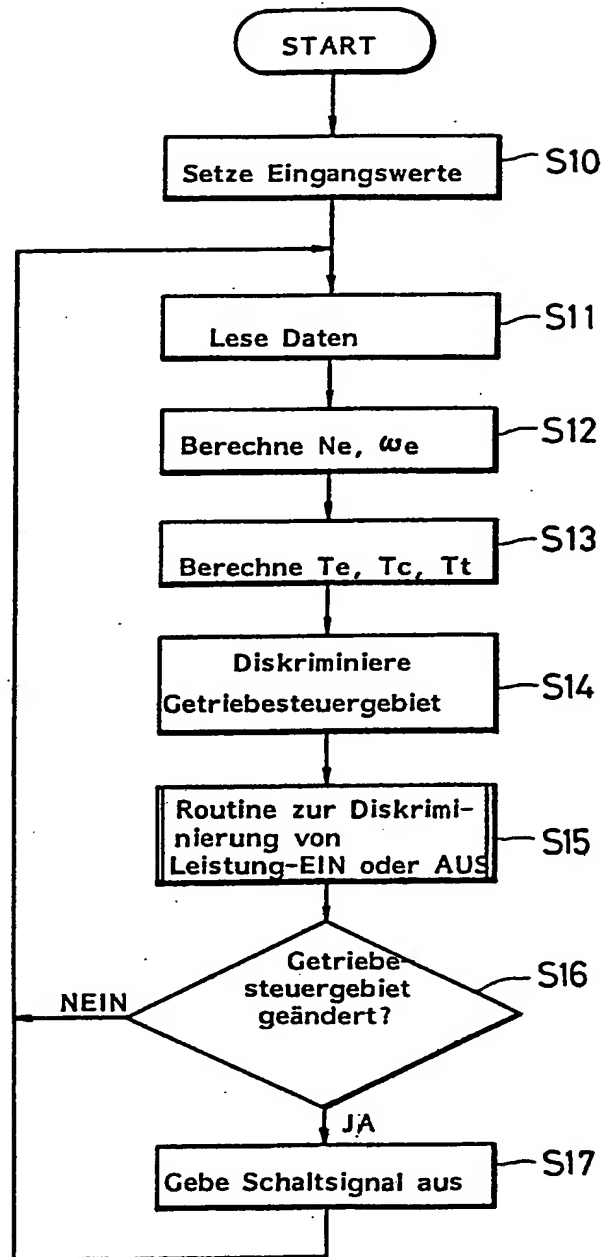 START
Setze Eingangswerte
S10
Lese Daten
S11
Berechne Ne, ωe
S12
Berechne Te, Tc, Tt
S13
Diskriminiere
Getriebesteuergebiet
S14
Routine zur Diskrimi-
nierung von
Leistung-EIN oder AUS
S15
Getriebe-
steuergebiet
geändert?
S16
NEIN
JA
Gebe Schaltsignal aus
S17